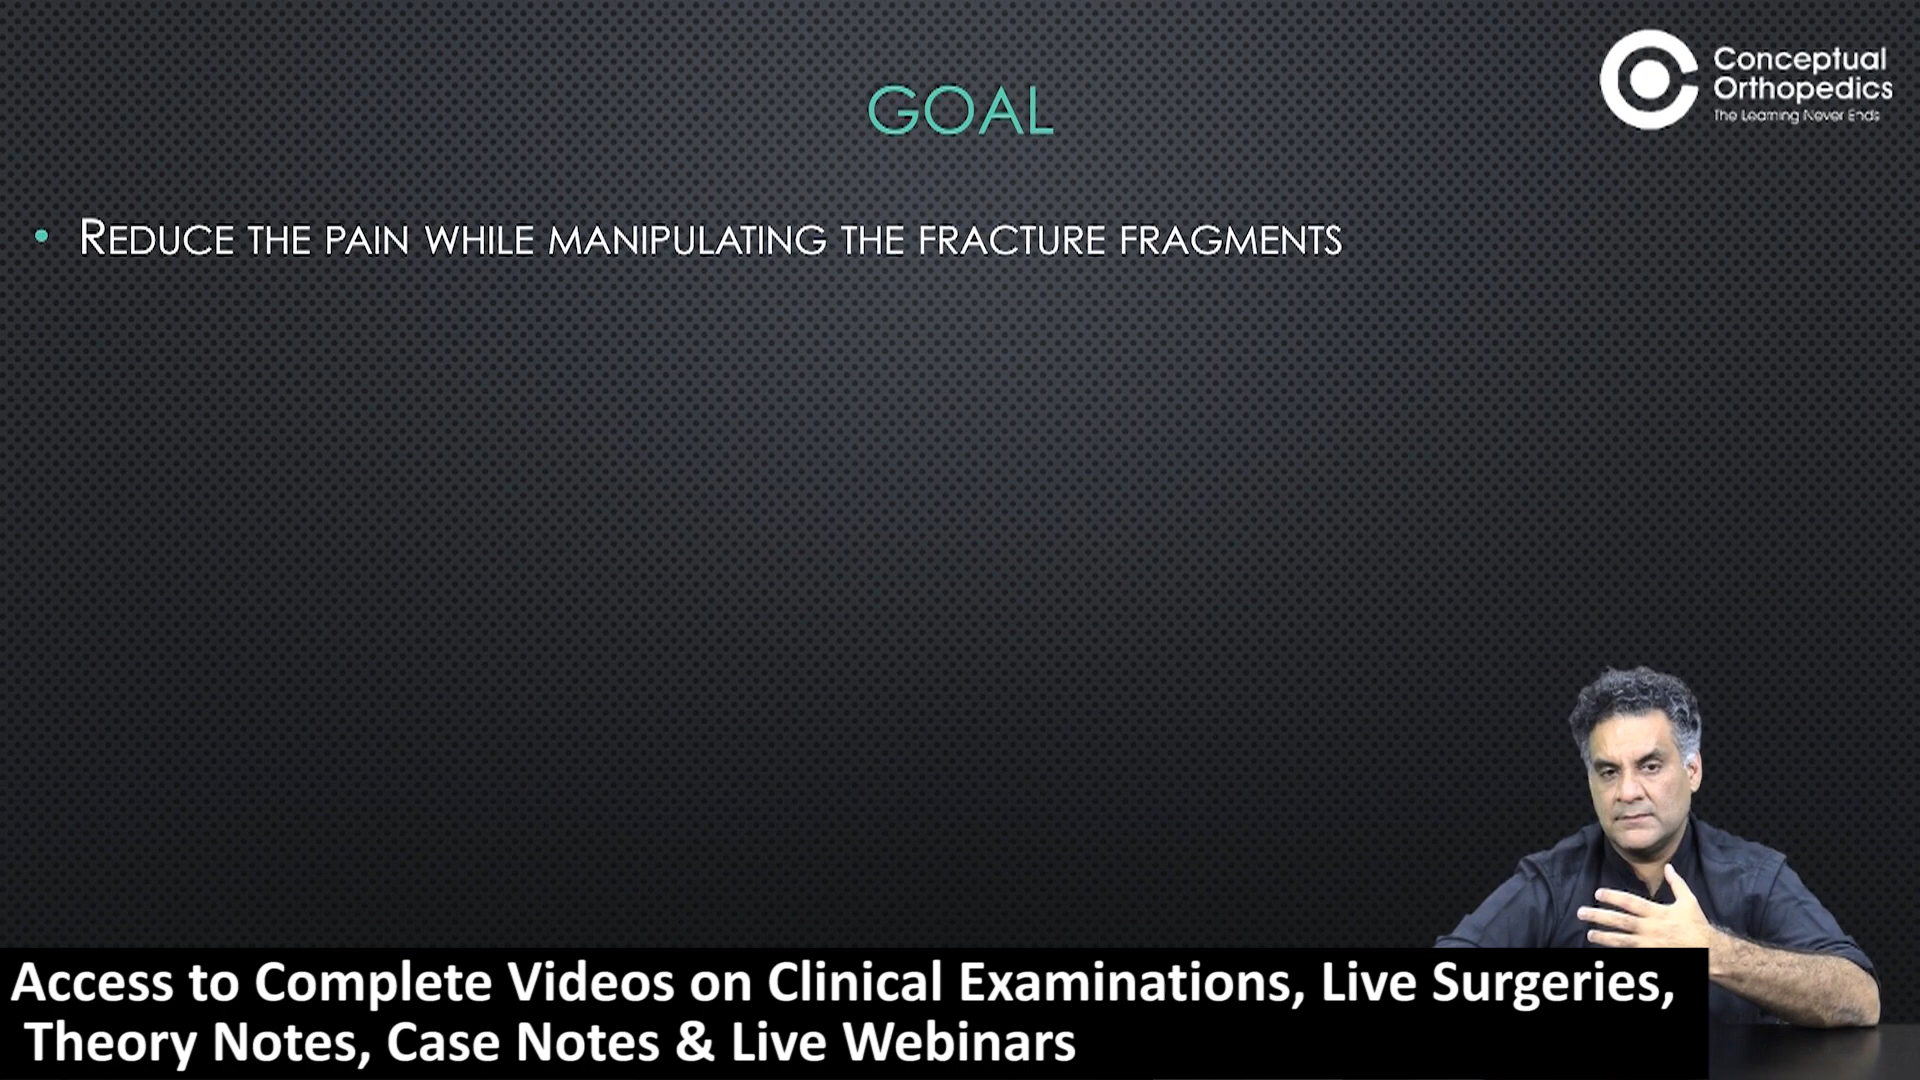 GOAL
Conceptual
Orthopedics
The Learning Never Ends
• REDUCE THE PAIN WHILE MANIPULATING THE FRACTURE FRAGMENTS
Access to Complete Videos on Clinical Examinations, Live Surgeries,
Theory Notes, Case Notes & Live Webinars